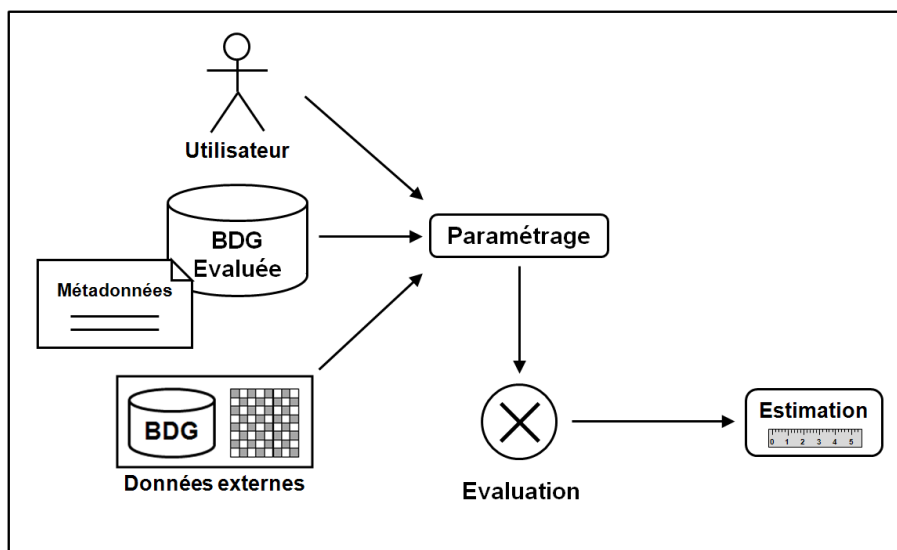 Utilisateur
BDG
Evaluée
Métadonnées
Paramétrage
BDG
Données externes
Evaluation
Estimation
0 1 2 3 4 5